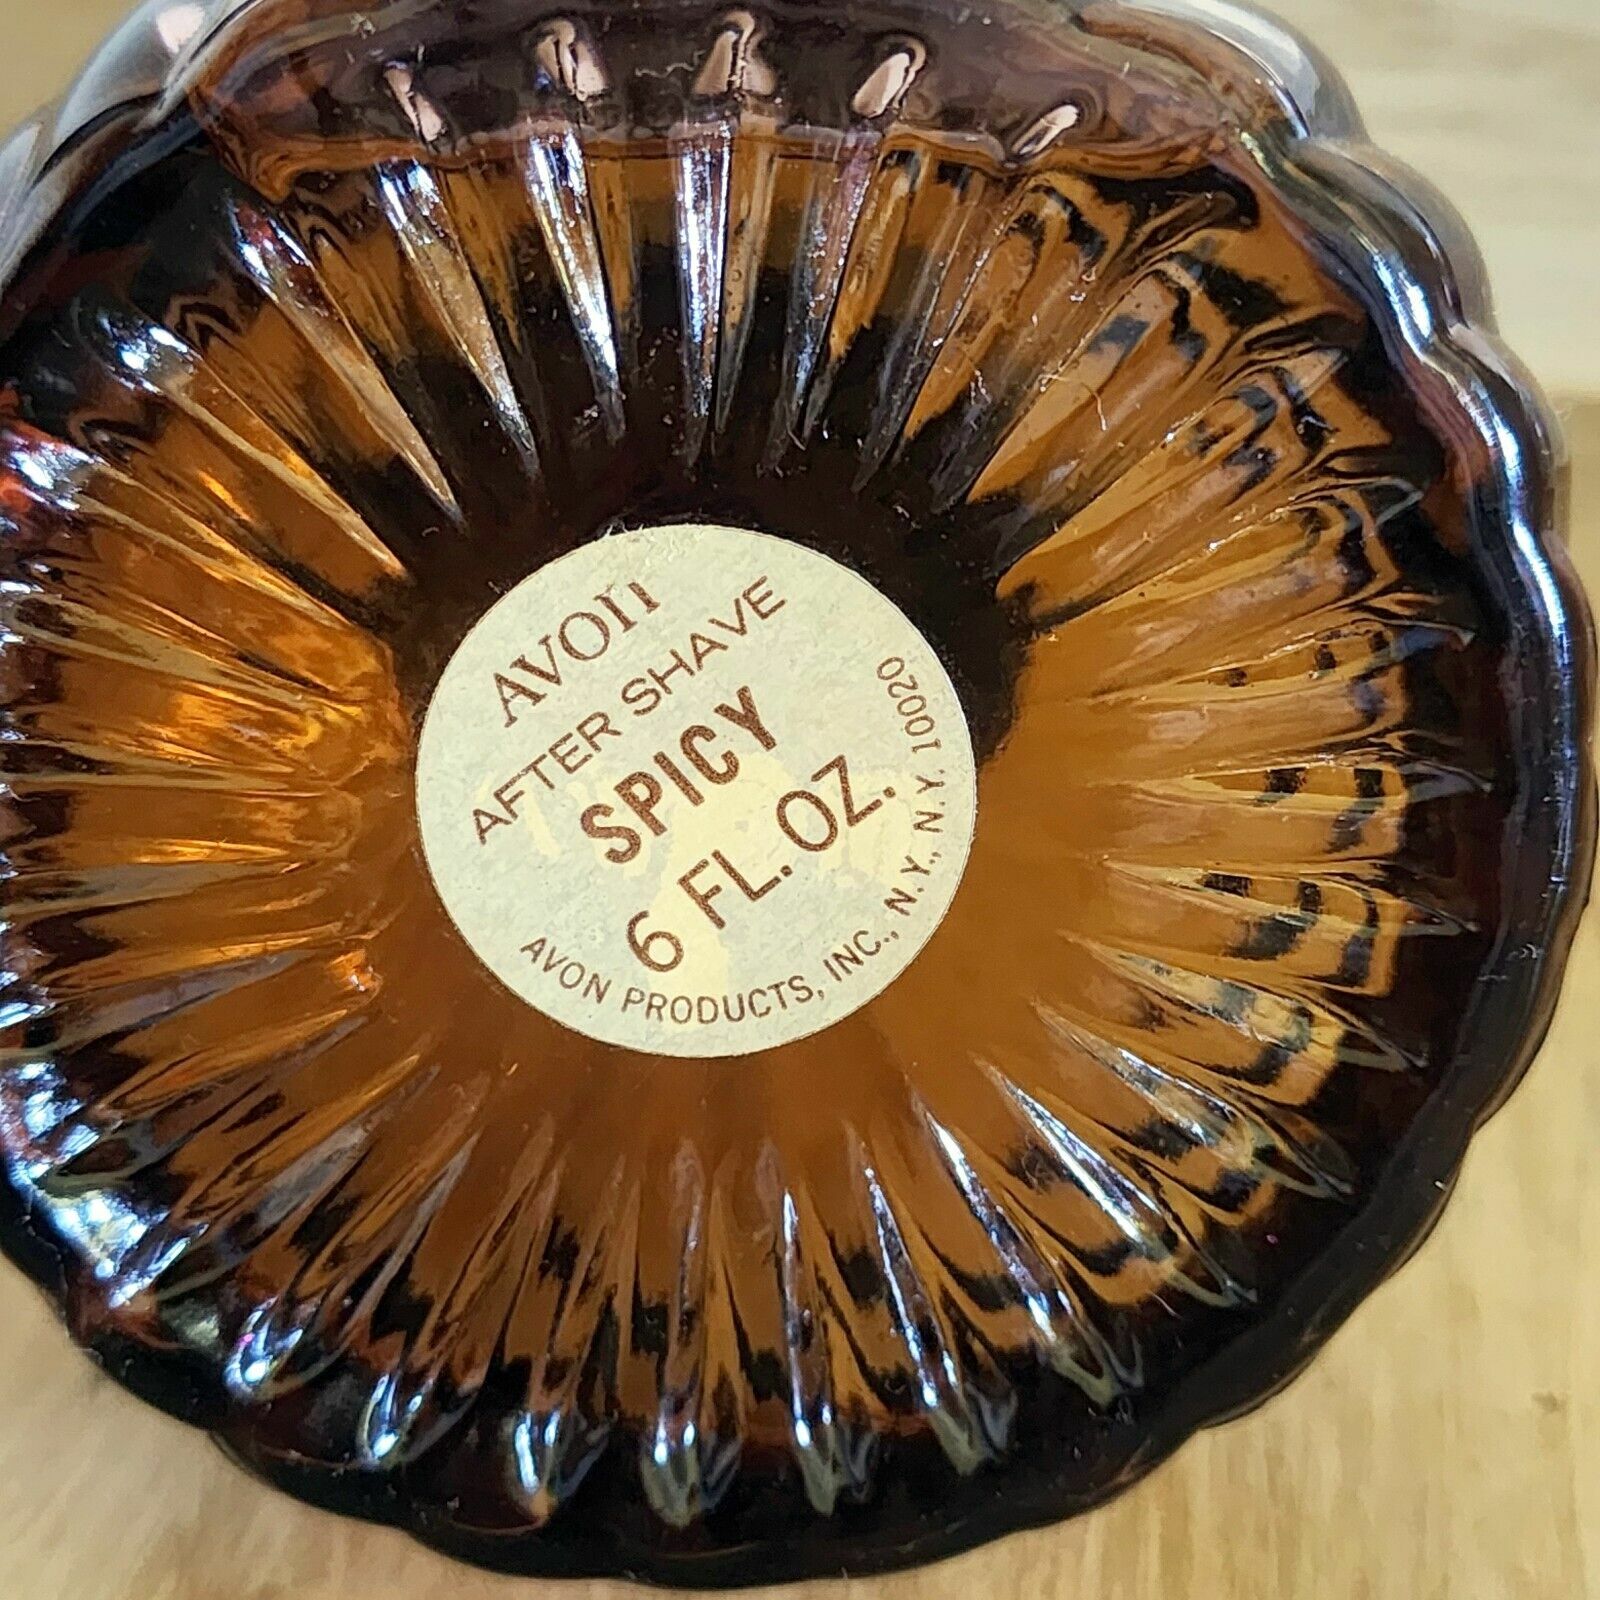 AVON
AFTER SHAVE
SPICY
6 FL. OZ.
AVON PRODUCTS, INC., N.Y., N.Y. 10020